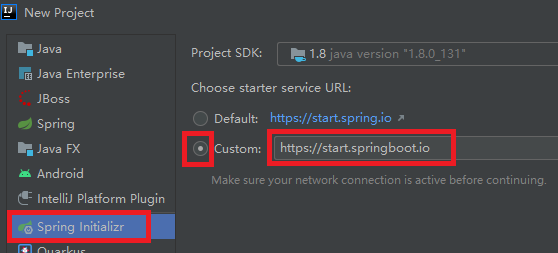 New Project
Java
Java Enterprise
JBoss
Spring
Java FX
Android
IntelliJ Platform Plugin
Spring Initializr
Quarkus
Project SDK: 1.8 java version "1.8.0_131"
Choose starter service URL:
Default: https://start.spring.io
Custom: https://start.springboot.io
Make sure your network connection is active before continuing.